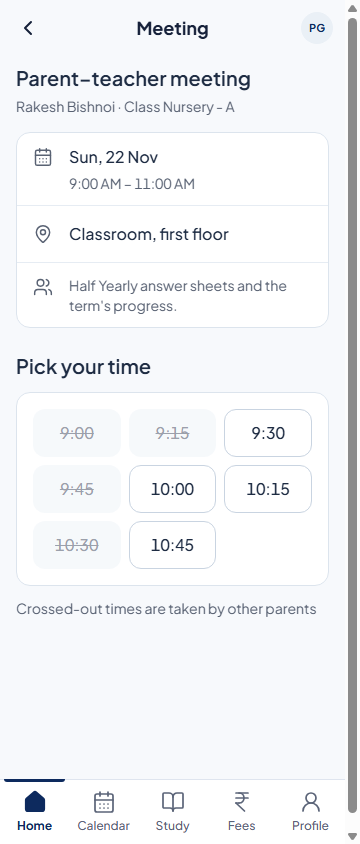 Meeting
PG
Parent–teacher meeting
Rakesh Bishnoi · Class Nursery - A
Sun, 22 Nov
9:00 AM – 11:00 AM
Classroom, first floor
Half Yearly answer sheets and the
term's progress.
Pick your time
9:00 9:15 9:30
9:45 10:00 10:15
10:30 10:45
Crossed-out times are taken by other parents
Home Calendar Study Fees Profile